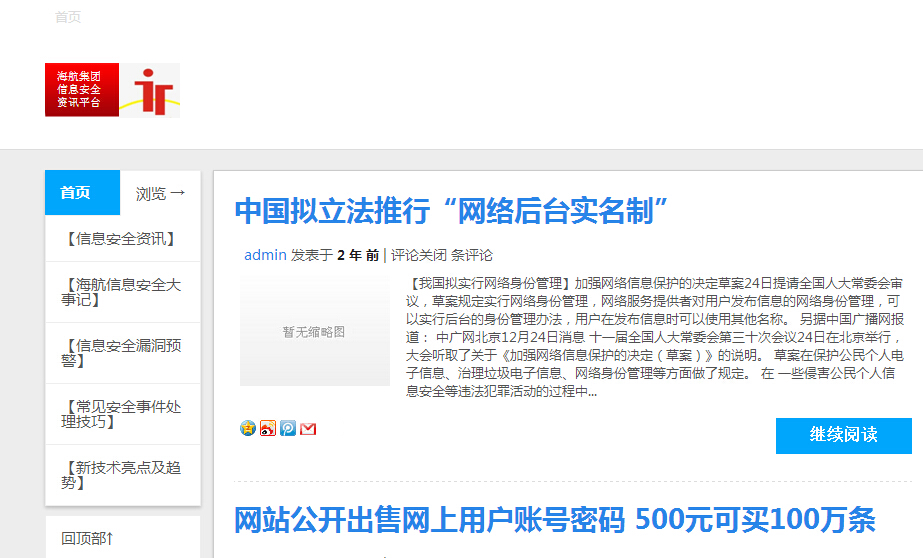 首页
海航集团
信息安全
资讯平台
首页
浏览 →
【信息安全资讯】
【海航信息安全大
事记】
【信息安全漏洞预
警】
【常见安全事件处
理技巧】
【新技术亮点及趋
势】
回顶部↑
中国拟立法推行“网络后台实名制”
admin 发表于 2 年 前 | 评论关闭 条评论
暂无缩略图
【我国拟实行网络身份管理】加强网络信息保护的决定草案24日提请全国人大常委会审
议，草案规定实行网络身份管理，网络服务提供者对用户发布信息的网络身份管理，可
以实行后台的身份管理办法，用户在发布信息时可以使用其他名称。 另据中国广播网报
道： 中广网北京12月24日消息 十一届全国人大常委会第三十次会议24日在北京举行，
大会听取了关于《加强网络信息保护的决定（草案）》的说明。 草案在保护公民个人电
子信息、治理垃圾电子信息、网络身份管理等方面做了规定。 在 一些侵害公民个人信
息安全等违法犯罪活动的过程中...
继续阅读
网站公开出售网上用户账号密码 500元可买100万条